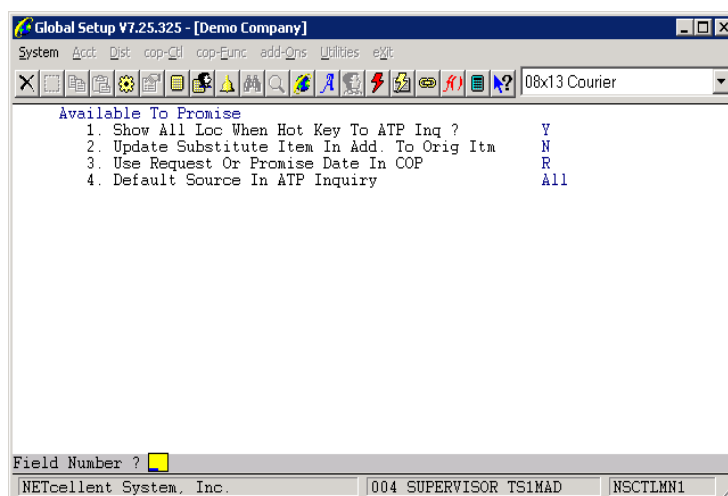 Global Setup V7.25.325 - [Demo Company]
System Acct Dist cop-Ctl cop-Func add-Ons Utilities eXit
08x13 Courier
Available To Promise
1. Show All Loc When Hot Key To ATP Inq ? Y
2. Update Substitute Item In Add. To Orig Itm N
3. Use Request Or Promise Date In COP R
4. Default Source In ATP Inquiry All
Field Number ?
NETcellent System, Inc. 004 SUPERVISOR TS1MAD NSCTLMN1